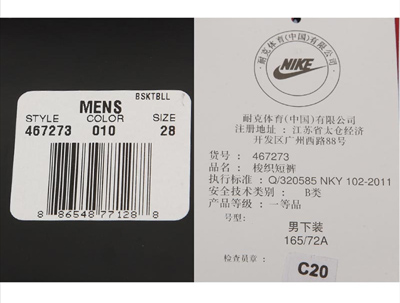 BSKTBLL
MENS
STYLE COLOR SIZE
467273 010 28
8 86548 77128 8
耐克体育(中国)有限公司
NIKE
耐克体育(中国)有限公司
注册地址：江苏省太仓经济
开发区广州西路88号
货号：467273
品名：梭织短裤
执行标准：Q/320585 NKY 102-2011
安全技术类别：B类
产品等级：一等品
号型：
男下装
165/72A
检查员章：
C20